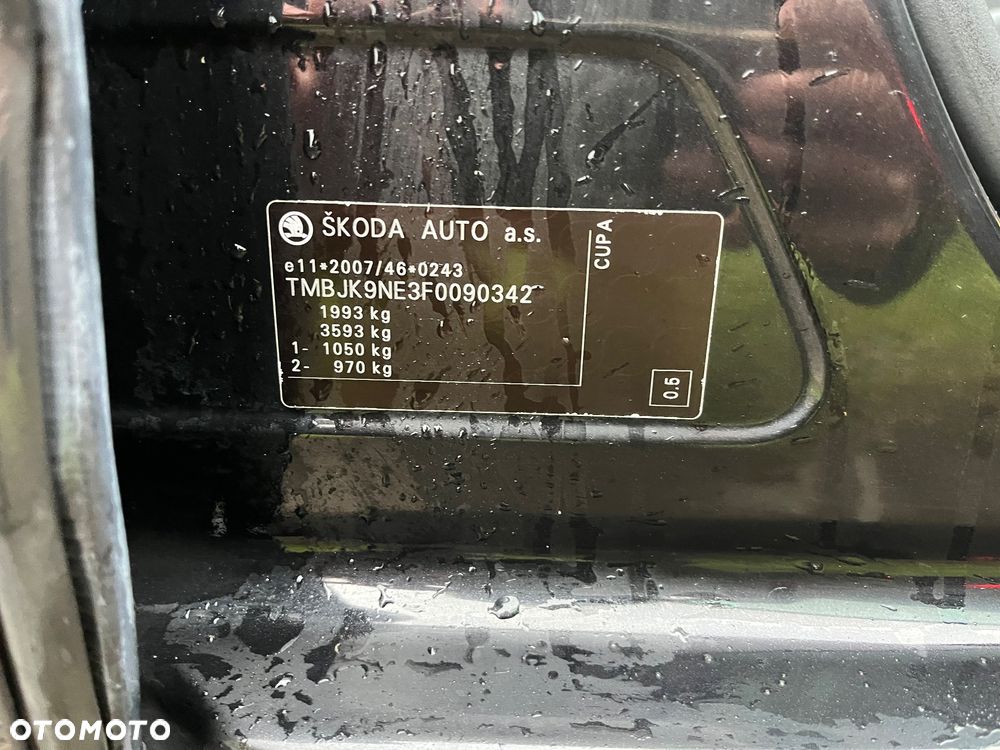 ŠKODA AUTO a.s.
e11*2007/46*0243
TMBJK9NE3F0090342
1993 kg
3593 kg
1- 1050 kg
2- 970 kg
CUPA
0.5
OTOMOTO